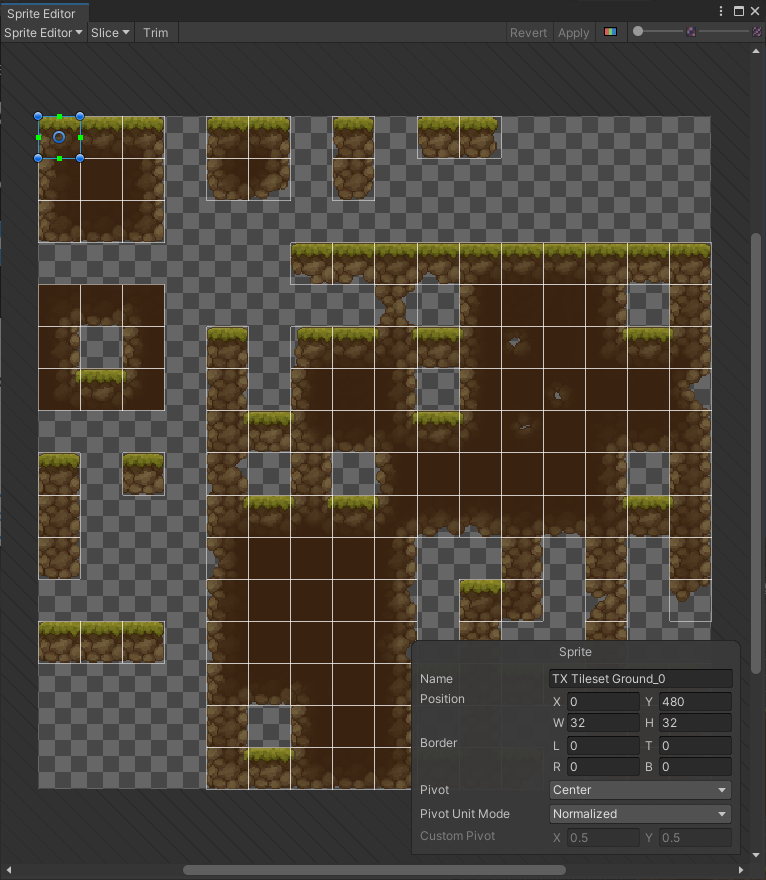 Sprite Editor
Sprite Editor Slice Trim Revert Apply
Sprite
Name TX Tileset Ground_0
Position X 0 Y 480
W 32 H 32
Border L 0 T 0
R 0 B 0
Pivot Center
Pivot Unit Mode Normalized
Custom Pivot X 0.5 Y 0.5